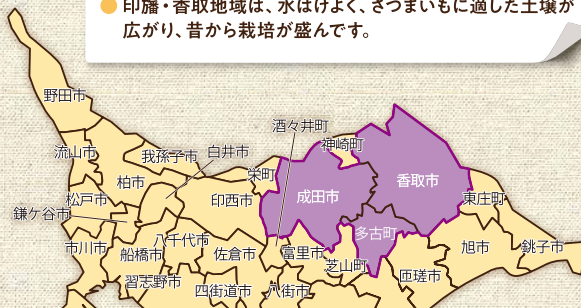 印旛・香取地域は、水はけよく、さつまいもに適した土壌が
広がり、昔から栽培が盛んです。
野田市
酒々井町
流山市
我孫子市
白井市
神崎町
柏市
栄町
香取市
松戸市
印西市
成田市
東庄町
鎌ケ谷市
多古町
市川市
八千代市
船橋市
佐倉市
富里市
旭市
銚子市
芝山町
匝瑳市
習志野市
四街道市
八街市